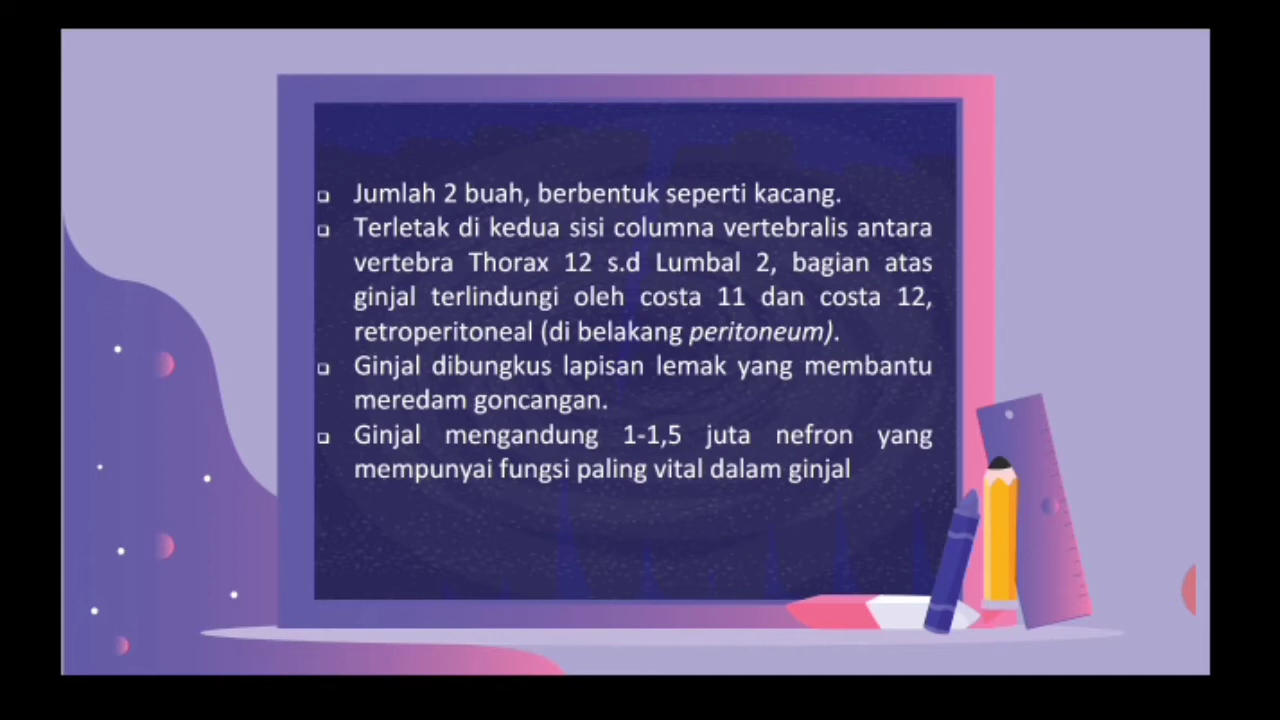 Jumlah 2 buah, berbentuk seperti kacang.
Terletak di kedua sisi columna vertebralis antara
vertebra Thorax 12 s.d Lumbal 2, bagian atas
ginjal terlindungi oleh costa 11 dan costa 12,
retroperitoneal (di belakang peritoneum).
Ginjal dibungkus lapisan lemak yang membantu
meredam goncangan.
Ginjal mengandung 1-1,5 juta nefron yang
mempunyai fungsi paling vital dalam ginjal